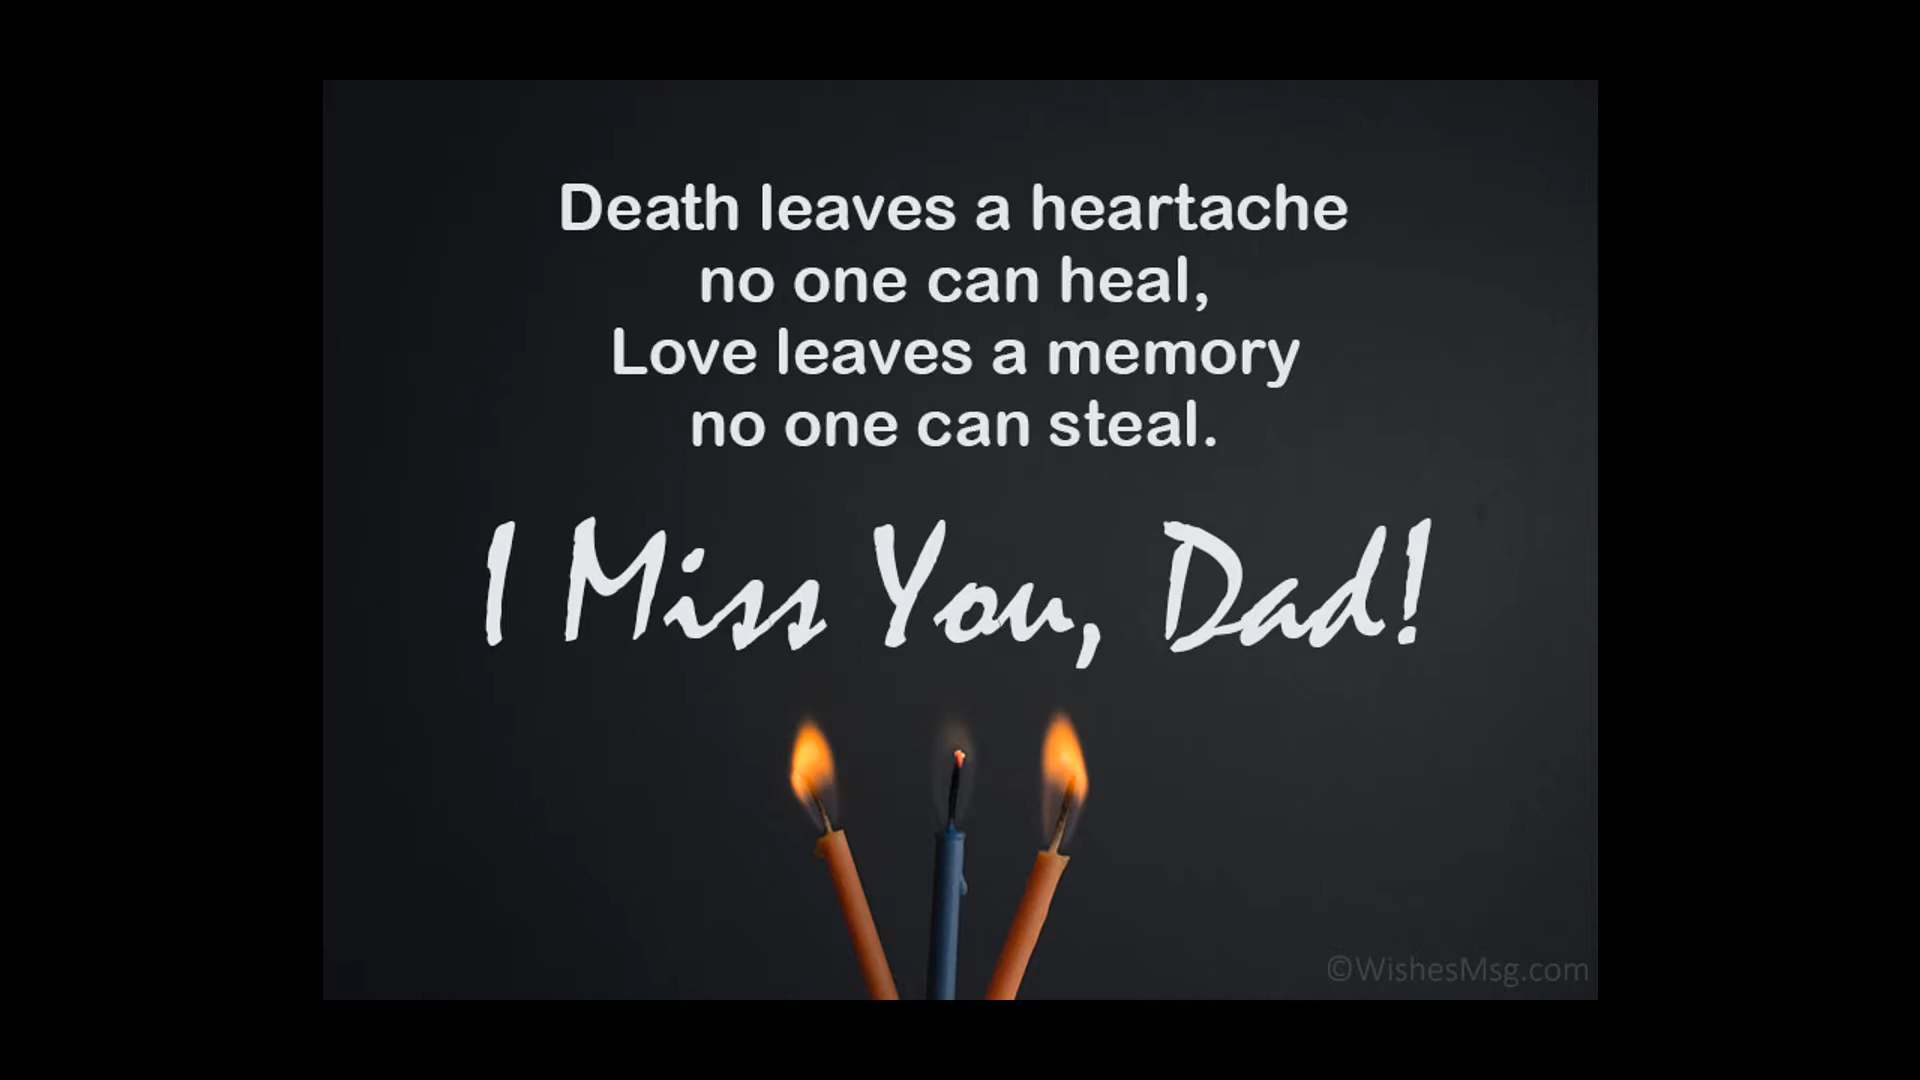 Death leaves a heartache
no one can heal,
Love leaves a memory
no one can steal.
I Miss You, Dad!
©WishesMsg.com